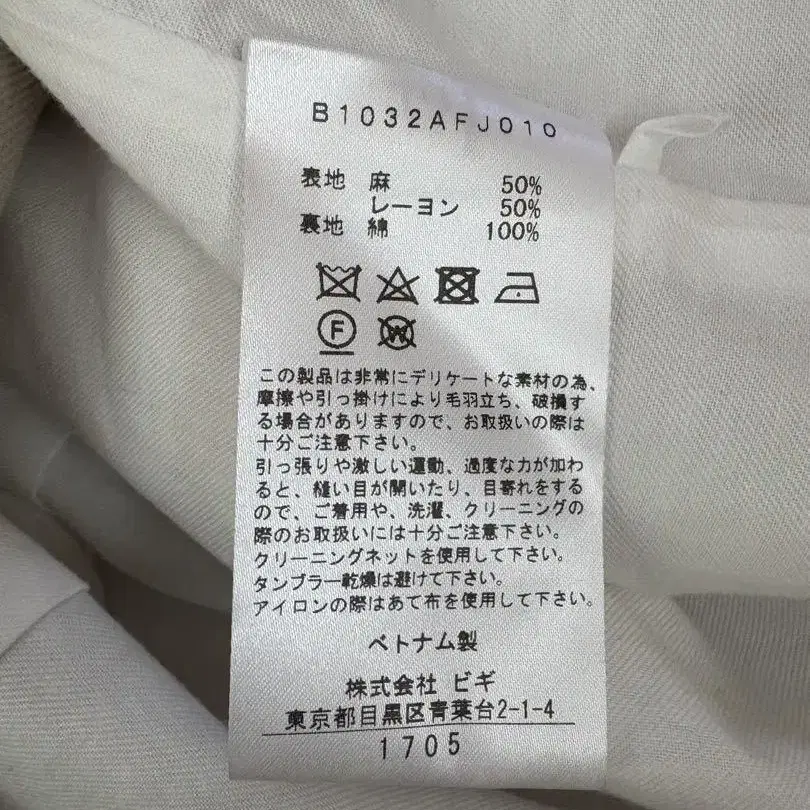 B1032AFJ010
表地 麻 50%
レーヨン 50%
裏地 綿 100%
F W
この製品は非常にデリケートな素材の為、
摩擦や引っ掛けにより毛羽立ち、破損す
る場合がありますので、お取扱いの際は
十分ご注意下さい。
引っ張りや激しい運動、過度な力が加わ
ると、縫い目が開いたり、目寄れをする
ので、ご着用や、洗濯、クリーニングの
際のお取扱いには十分ご注意下さい。
クリーニングネットを使用して下さい。
タンブラー乾燥は避けて下さい。
アイロンの際はあて布を使用して下さい。
ベトナム製
株式会社 ビギ
東京都目黒区青葉台2-1-4
1705